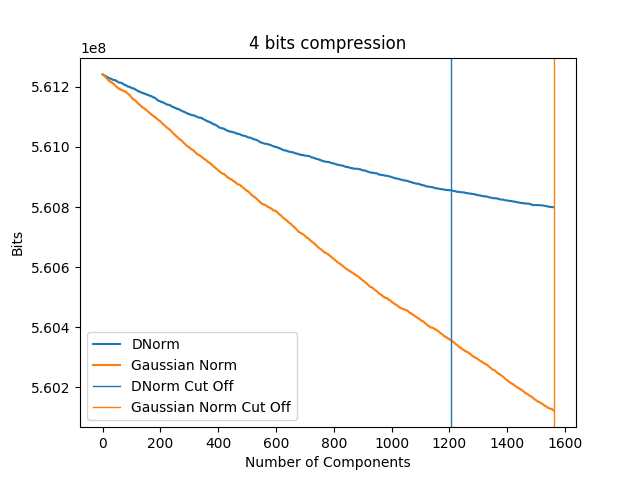 4 bits compression
1e8
5.612
5.610
5.608
5.606
5.604
5.602
Bits
DNorm
Gaussian Norm
DNorm Cut Off
Gaussian Norm Cut Off
0 200 400 600 800 1000 1200 1400 1600
Number of Components